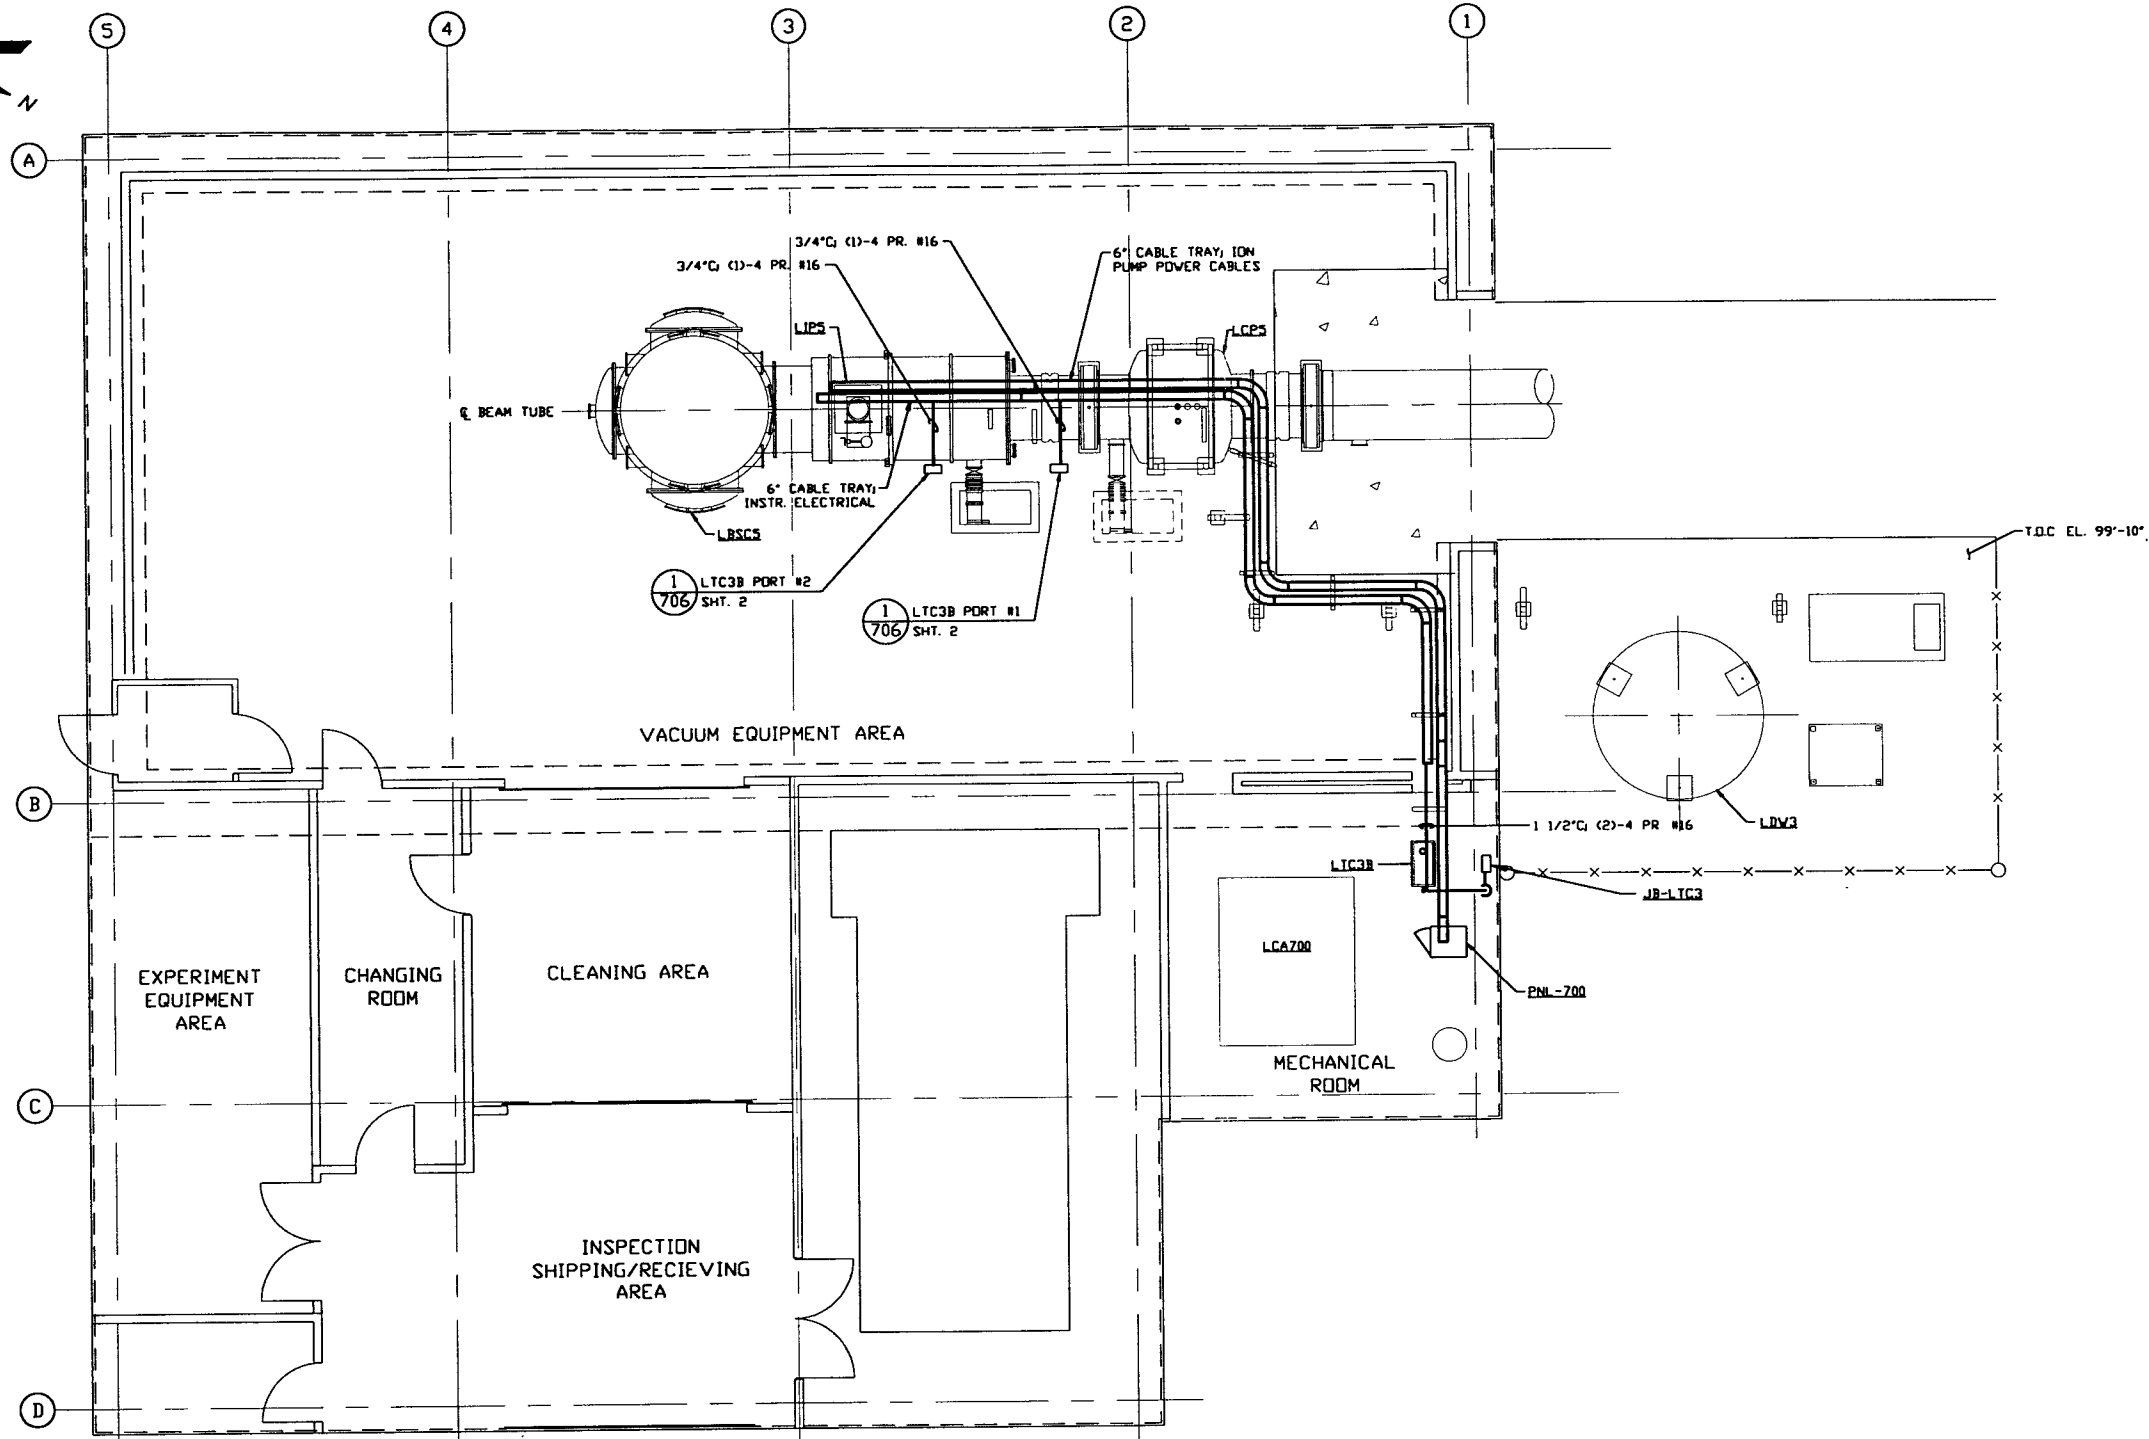 5
4
3
2
1
N
A
3/4"C; (1)-4 PR. #16
3/4"C; (1)-4 PR. #16
6" CABLE TRAY; ION
PUMP POWER CABLES
LIP5
LCP5
℄ BEAM TUBE
6" CABLE TRAY;
INSTR. ELECTRICAL
LBSC5
T.O.C EL. 99'-10"
1
706
LTC3B PORT #2
SHT. 2
1
706
LTC3B PORT #1
SHT. 2
VACUUM EQUIPMENT AREA
B
1 1/2"C; (2)-4 PR #16
LDW3
LTC3B
JB-LTC3
LCA700
PNL-700
EXPERIMENT
EQUIPMENT
AREA
CHANGING
ROOM
CLEANING AREA
MECHANICAL
ROOM
C
INSPECTION
SHIPPING/RECIEVING
AREA
D